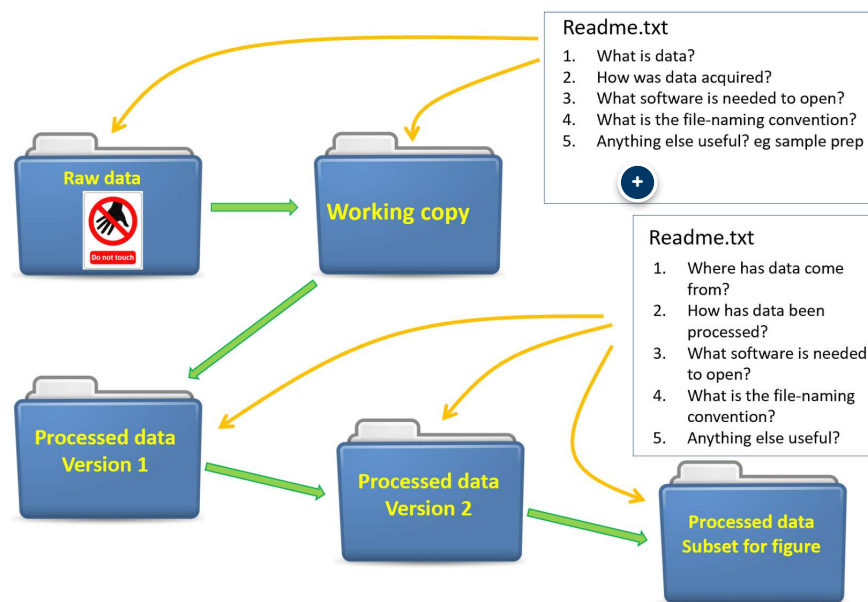 Readme.txt
1. What is data?
2. How was data acquired?
3. What software is needed to open?
4. What is the file-naming convention?
5. Anything else useful? eg sample prep
+
Raw data
Do not touch
Working copy
Readme.txt
1. Where has data come
from?
2. How has data been
processed?
3. What software is needed
to open?
4. What is the file-naming
convention?
5. Anything else useful?
Processed data
Version 1
Processed data
Version 2
Processed data
Subset for figure